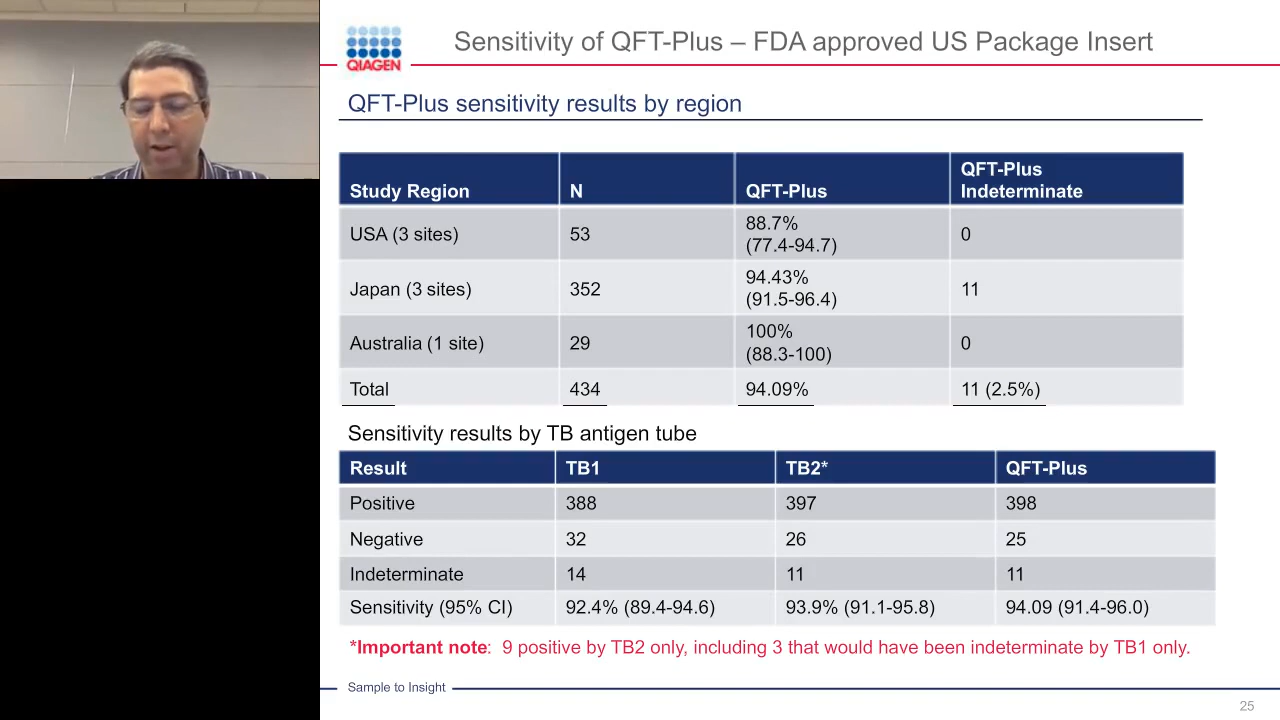 QIAGEN
Sensitivity of QFT-Plus – FDA approved US Package Insert
QFT-Plus sensitivity results by region
Study Region N QFT-Plus QFT-Plus Indeterminate
USA (3 sites) 53 88.7% (77.4-94.7) 0
Japan (3 sites) 352 94.43% (91.5-96.4) 11
Australia (1 site) 29 100% (88.3-100) 0
Total 434 94.09% 11 (2.5%)
Sensitivity results by TB antigen tube
Result TB1 TB2* QFT-Plus
Positive 388 397 398
Negative 32 26 25
Indeterminate 14 11 11
Sensitivity (95% CI) 92.4% (89.4-94.6) 93.9% (91.1-95.8) 94.09 (91.4-96.0)
*Important note: 9 positive by TB2 only, including 3 that would have been indeterminate by TB1 only.
Sample to Insight
25